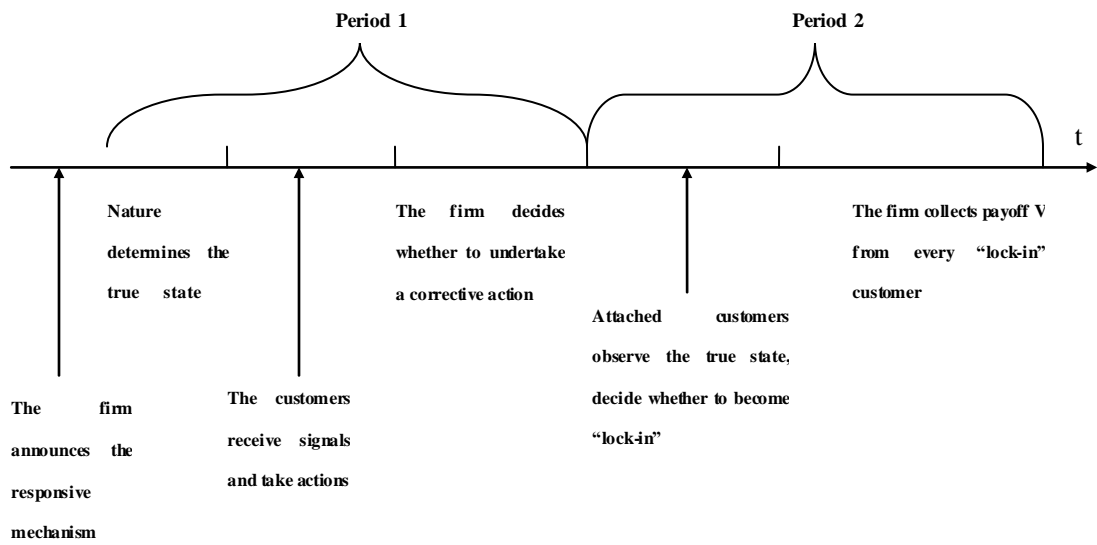 Period 1
Period 2
t
Nature
determines the
true state
The firm decides
whether to undertake
a corrective action
The firm collects payoff V
from every “lock-in”
customer
Attached customers
observe the true state,
decide whether to become
“lock-in”
The firm
announces the
responsive
mechanism
The customers
receive signals
and take actions